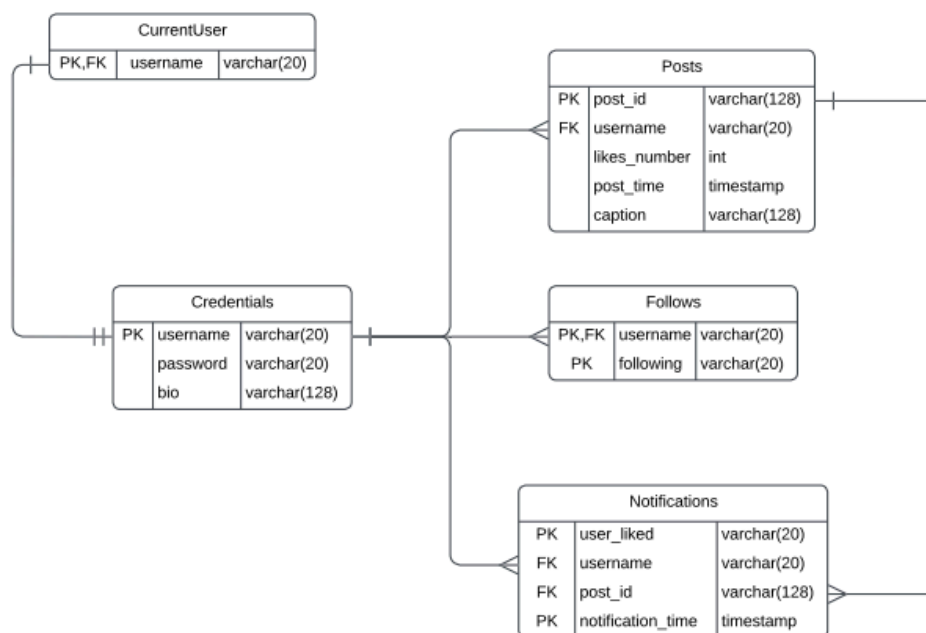 CurrentUser
PK,FK username varchar(20)
Posts
PK post_id varchar(128)
FK username varchar(20)
likes_number int
post_time timestamp
caption varchar(128)
Credentials
PK username varchar(20)
password varchar(20)
bio varchar(128)
Follows
PK,FK username varchar(20)
PK following varchar(20)
Notifications
PK user_liked varchar(20)
FK username varchar(20)
FK post_id varchar(128)
PK notification_time timestamp